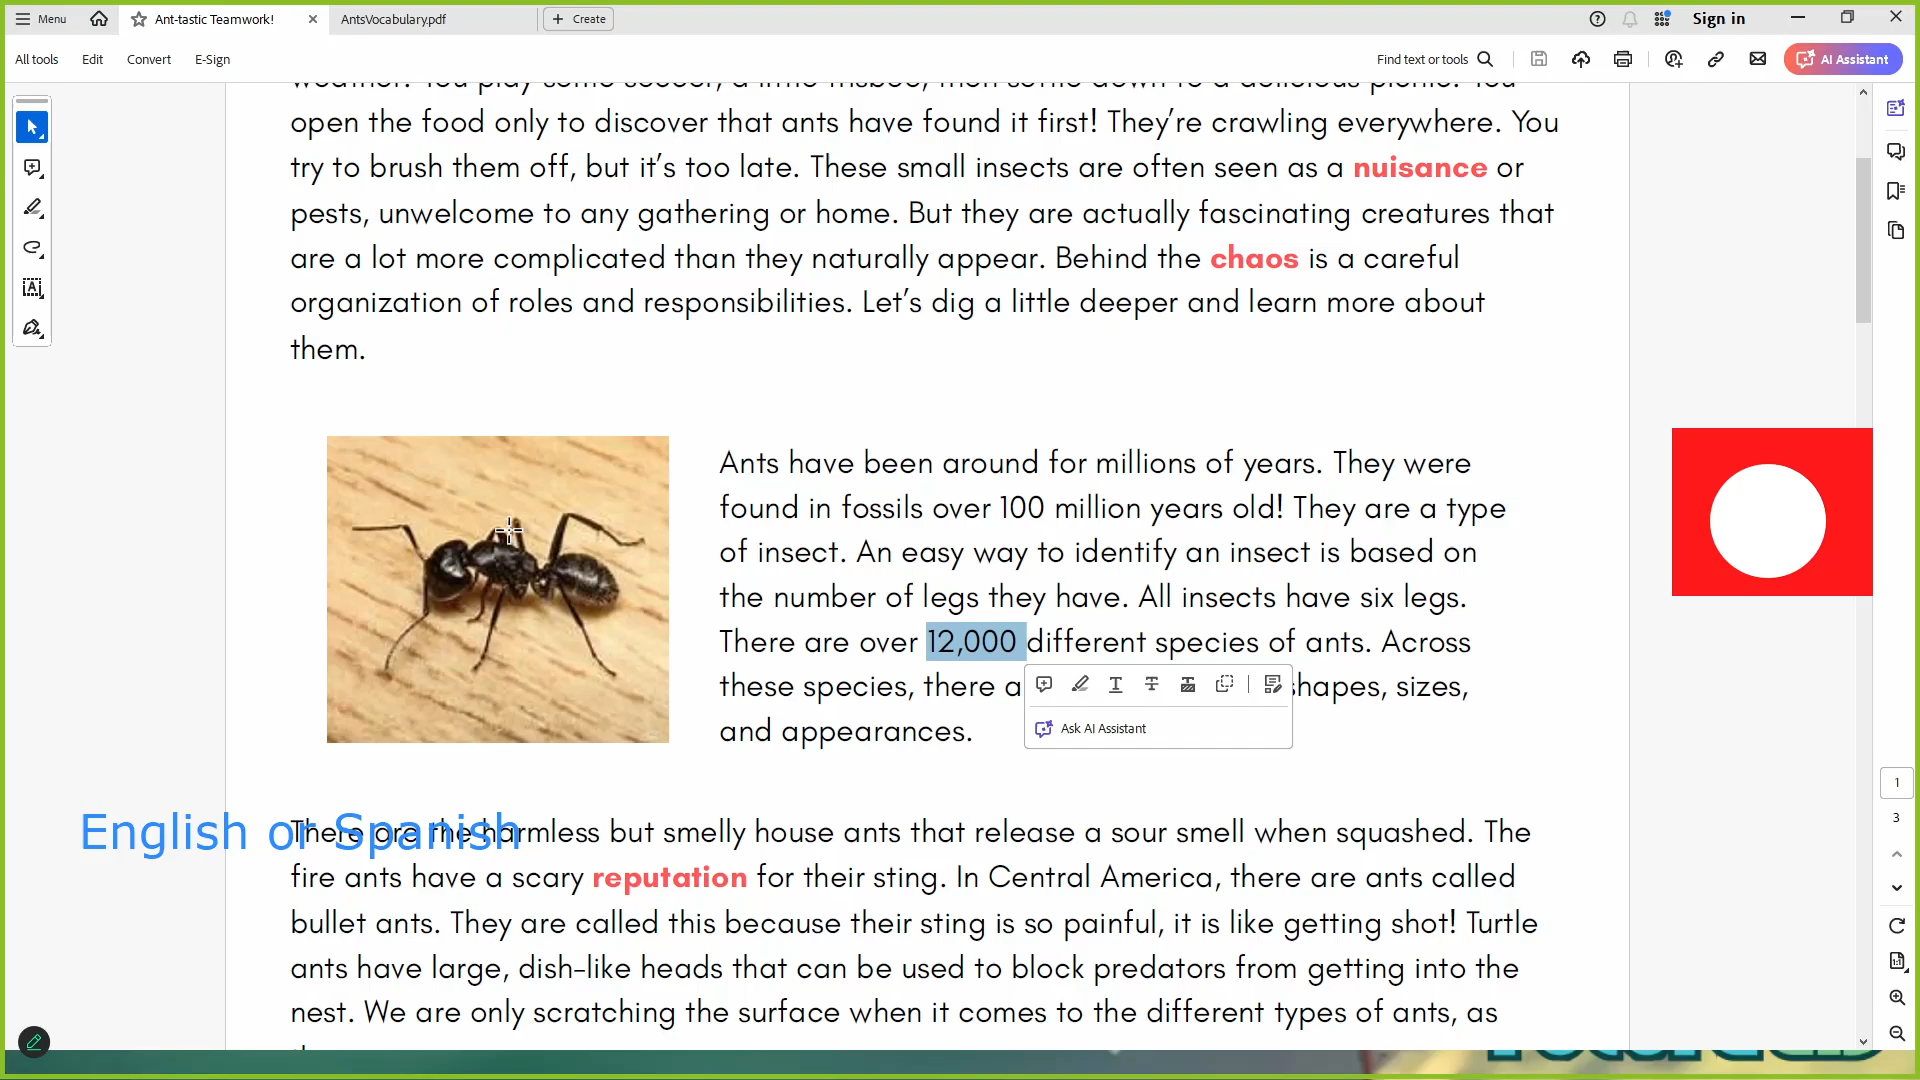 Menu
Ant-tastic Teamwork!
AntsVocabulary.pdf
Create
Sign in
All tools
Edit
Convert
E-Sign
Find text or tools
AI Assistant
open the food only to discover that ants have found it first! They're crawling everywhere. You
try to brush them off, but it's too late. These small insects are often seen as a nuisance or
pests, unwelcome to any gathering or home. But they are actually fascinating creatures that
are a lot more complicated than they naturally appear. Behind the chaos is a careful
organization of roles and responsibilities. Let's dig a little deeper and learn more about
them.
Ants have been around for millions of years. They were
found in fossils over 100 million years old! They are a type
of insect. An easy way to identify an insect is based on
the number of legs they have. All insects have six legs.
There are over 12,000 different species of ants. Across
these species, there a shapes, sizes,
and appearances.
Ask AI Assistant
1
3
English or Spanish
There are the harmless but smelly house ants that release a sour smell when squashed. The
fire ants have a scary reputation for their sting. In Central America, there are ants called
bullet ants. They are called this because their sting is so painful, it is like getting shot! Turtle
ants have large, dish-like heads that can be used to block predators from getting into the
nest. We are only scratching the surface when it comes to the different types of ants, as